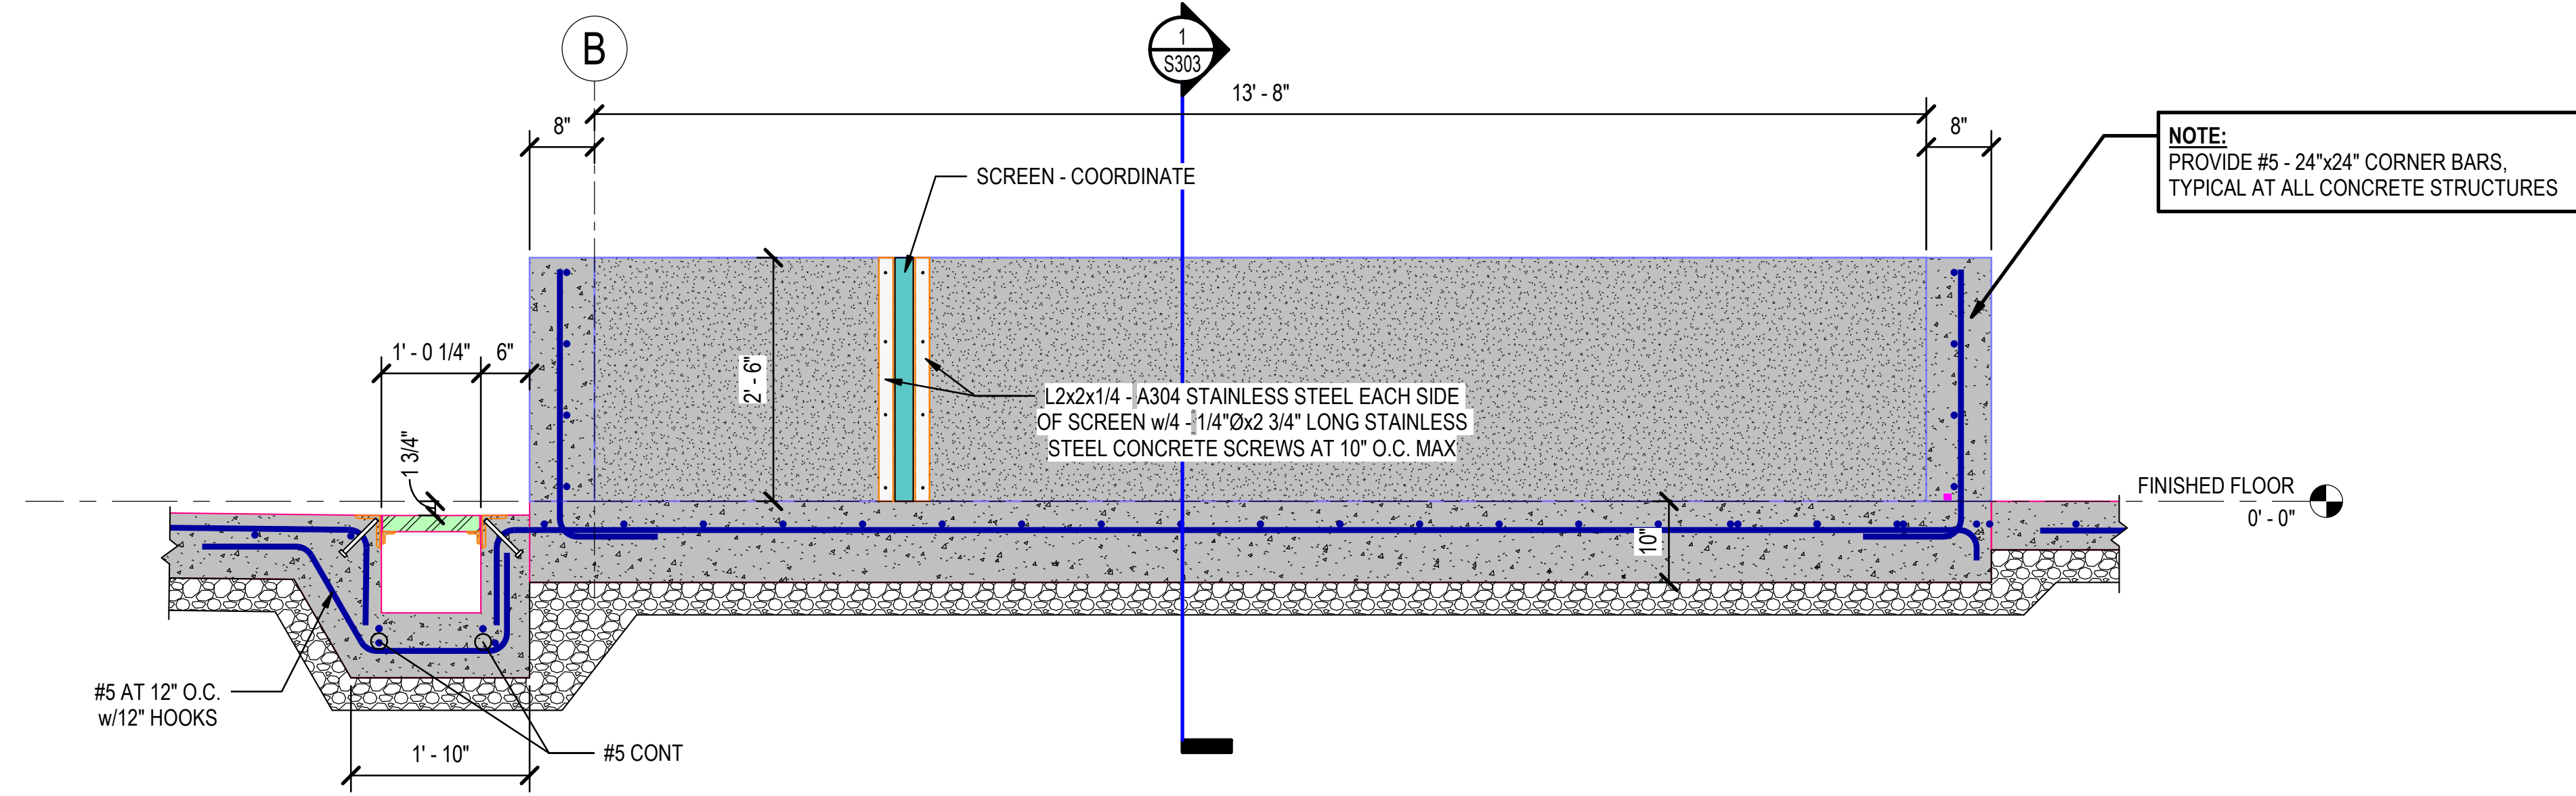 B
1
S303
13' - 8"
8"
8"
NOTE:
PROVIDE #5 - 24"x24" CORNER BARS,
TYPICAL AT ALL CONCRETE STRUCTURES
SCREEN - COORDINATE
1' - 0 1/4"
6"
2' - 6"
L2x2x1/4 - A304 STAINLESS STEEL EACH SIDE
OF SCREEN w/4 - 1/4"Øx2 3/4" LONG STAINLESS
STEEL CONCRETE SCREWS AT 10" O.C. MAX
1 3/4"
FINISHED FLOOR
0' - 0"
10"
#5 AT 12" O.C.
w/12" HOOKS
1' - 10"
#5 CONT